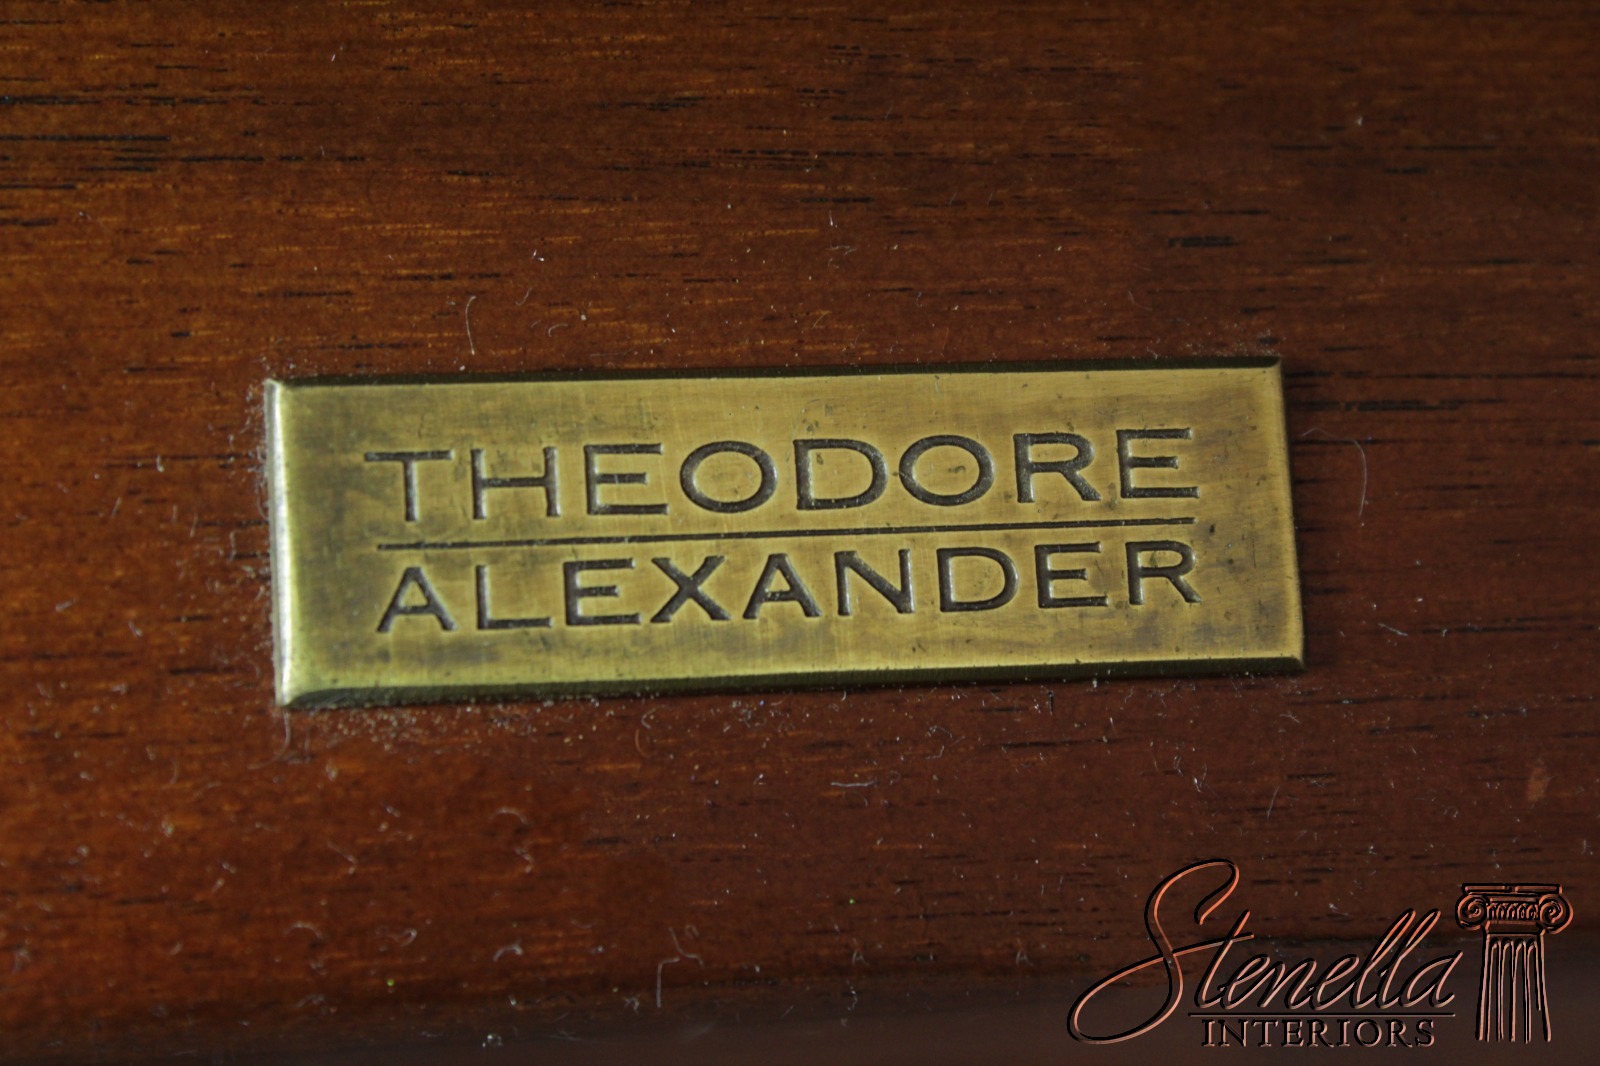 THEODORE
ALEXANDER
Stenella
INTERIORS